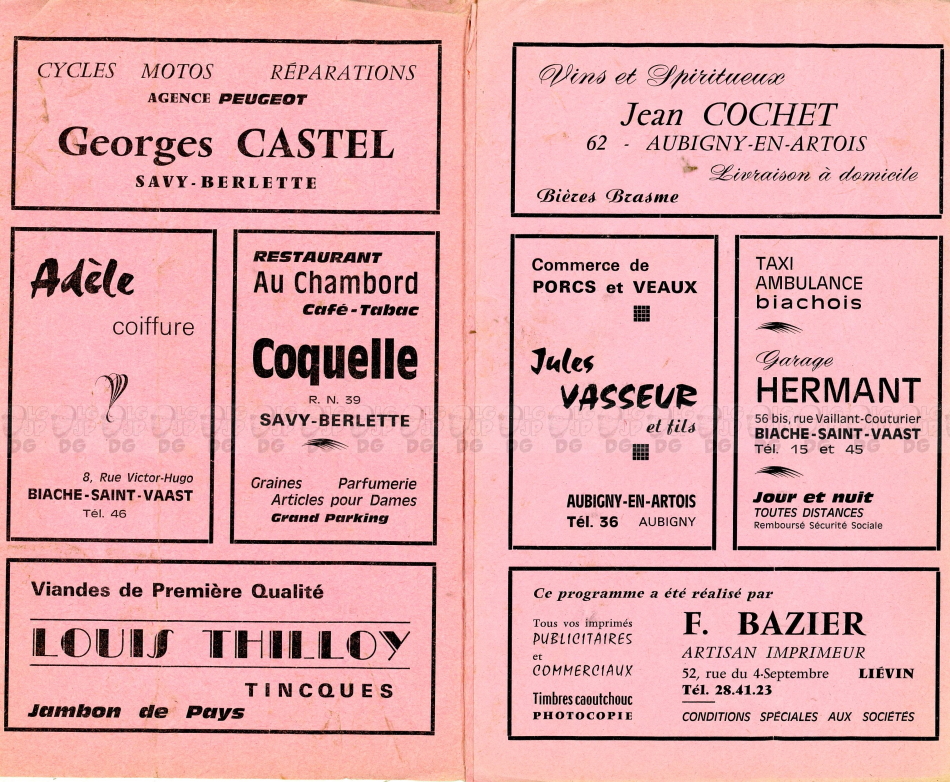 CYCLES MOTOS RÉPARATIONS
AGENCE PEUGEOT
Georges CASTEL
SAVY-BERLETTE
Adèle
coiffure
8, Rue Victor-Hugo
BIACHE-SAINT-VAAST
Tél. 46
RESTAURANT
Au Chambord
Café-Tabac
Coquelle
R. N. 39
SAVY-BERLETTE
Graines Parfumerie
Articles pour Dames
Grand Parking
Viandes de Première Qualité
LOUIS THILLOY
TINCQUES
Jambon de Pays
Vins et Spiritueux
Jean COCHET
62 - AUBIGNY-EN-ARTOIS
Livraison à domicile
Bières Brasme
Commerce de
PORCS et VEAUX
Jules
VASSEUR
et fils
AUBIGNY-EN-ARTOIS
Tél. 36 AUBIGNY
TAXI
AMBULANCE
biachois
Garage
HERMANT
56 bis, rue Vaillant-Couturier
BIACHE-SAINT-VAAST
Tél. 15 et 45
Jour et nuit
TOUTES DISTANCES
Remboursé Sécurité Sociale
Ce programme a été réalisé par
Tous vos imprimés
PUBLICITAIRES
et
COMMERCIAUX
Timbres caoutchouc
PHOTOCOPIE
F. BAZIER
ARTISAN IMPRIMEUR
52, rue du 4-Septembre LIÉVIN
Tél. 28.41.23
CONDITIONS SPÉCIALES AUX SOCIÉTÉS